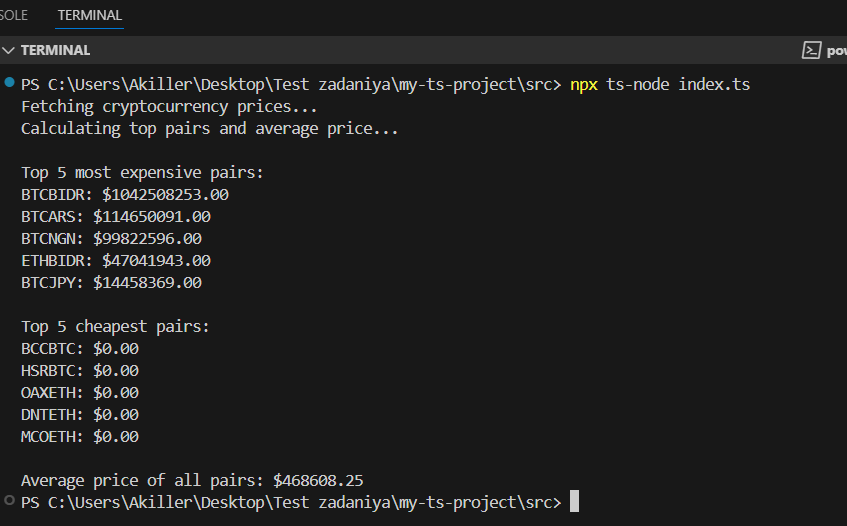 SOLE TERMINAL
TERMINAL
PS C:\Users\Akiller\Desktop\Test zadaniya\my-ts-project\src> npx ts-node index.ts
Fetching cryptocurrency prices...
Calculating top pairs and average price...
Top 5 most expensive pairs:
BTCBIDR: $1042508253.00
BTCARS: $114650091.00
BTCNGN: $99822596.00
ETHBIDR: $47041943.00
BTCJPY: $14458369.00
Top 5 cheapest pairs:
BCCBTC: $0.00
HSRBTC: $0.00
OAXETH: $0.00
DNTETH: $0.00
MCOETH: $0.00
Average price of all pairs: $468608.25
PS C:\Users\Akiller\Desktop\Test zadaniya\my-ts-project\src>